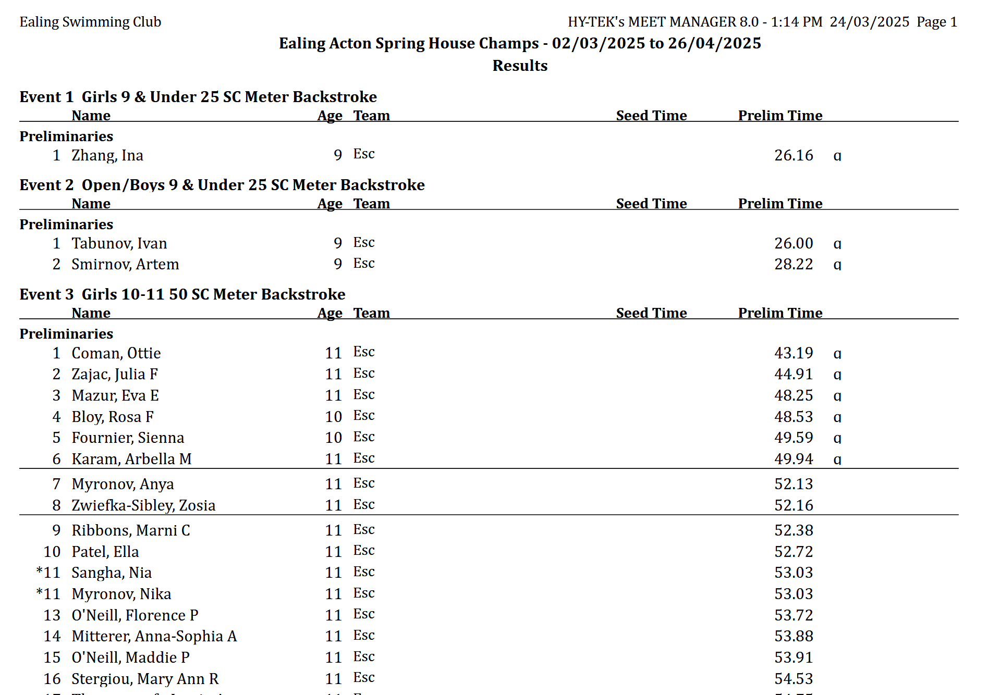 Ealing Swimming Club HY-TEK's MEET MANAGER 8.0 - 1:14 PM 24/03/2025 Page 1
Ealing Acton Spring House Champs - 02/03/2025 to 26/04/2025
Results
Event 1 Girls 9 & Under 25 SC Meter Backstroke
Name Age Team Seed Time Prelim Time
Preliminaries
1 Zhang, Ina 9 Esc 26.16 q
Event 2 Open/Boys 9 & Under 25 SC Meter Backstroke
Name Age Team Seed Time Prelim Time
Preliminaries
1 Tabunov, Ivan 9 Esc 26.00 q
2 Smirnov, Artem 9 Esc 28.22 q
Event 3 Girls 10-11 50 SC Meter Backstroke
Name Age Team Seed Time Prelim Time
Preliminaries
1 Coman, Ottie 11 Esc 43.19 q
2 Zajac, Julia F 11 Esc 44.91 q
3 Mazur, Eva E 11 Esc 48.25 q
4 Bloy, Rosa F 10 Esc 48.53 q
5 Fournier, Sienna 10 Esc 49.59 q
6 Karam, Arbella M 11 Esc 49.94 q
7 Myronov, Anya 11 Esc 52.13
8 Zwiefka-Sibley, Zosia 11 Esc 52.16
9 Ribbons, Marni C 11 Esc 52.38
10 Patel, Ella 11 Esc 52.72
*11 Sangha, Nia 11 Esc 53.03
*11 Myronov, Nika 11 Esc 53.03
13 O'Neill, Florence P 11 Esc 53.72
14 Mitterer, Anna-Sophia A 11 Esc 53.88
15 O'Neill, Maddie P 11 Esc 53.91
16 Stergiou, Mary Ann R 11 Esc 54.53